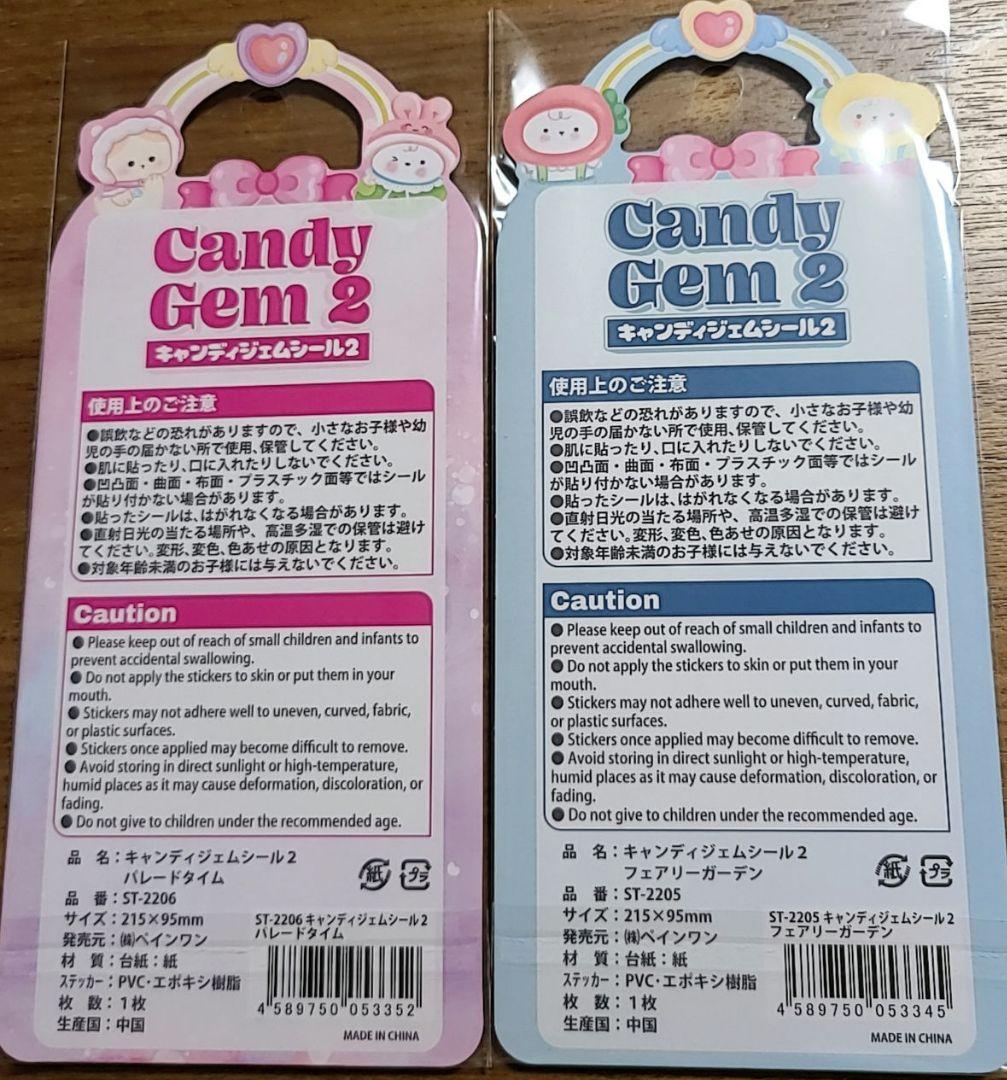 Candy
Gem 2
キャンディジェムシール2
使用上のご注意
●誤飲などの恐れがありますので、小さなお子様や幼
児の手の届かない所で使用、保管してください。
●肌に貼ったり、口に入れたりしないでください。
●凹凸面・曲面・布面・プラスチック面等ではシール
が貼り付かない場合があります。
●貼ったシールは、はがれなくなる場合があります。
●直射日光の当たる場所や、高温多湿での保管は避け
てください。変形、変色、色あせの原因となります。
●対象年齢未満のお子様には与えないでください。
Caution
● Please keep out of reach of small children and infants to
prevent accidental swallowing.
● Do not apply the stickers to skin or put them in your
mouth.
● Stickers may not adhere well to uneven, curved, fabric,
or plastic surfaces.
● Stickers once applied may become difficult to remove.
● Avoid storing in direct sunlight or high-temperature,
humid places as it may cause deformation, discoloration, or
fading.
● Do not give to children under the recommended age.
品 名：キャンディジェムシール2
パレードタイム
紙 プラ
品 番：ST-2206
サイズ：215×95mm
発売元：㈱ペインワン
材 質：台紙：紙
ステッカー：PVC・エポキシ樹脂
枚 数：1枚
生産国：中国
ST-2206 キャンディジェムシール2
パレードタイム
4 589750 053352
MADE IN CHINA
Candy
Gem 2
キャンディジェムシール2
使用上のご注意
●誤飲などの恐れがありますので、小さなお子様や幼
児の手の届かない所で使用、保管してください。
●肌に貼ったり、口に入れたりしないでください。
●凹凸面・曲面・布面・プラスチック面等ではシール
が貼り付かない場合があります。
●貼ったシールは、はがれなくなる場合があります。
●直射日光の当たる場所や、高温多湿での保管は避け
てください。変形、変色、色あせの原因となります。
●対象年齢未満のお子様には与えないでください。
Caution
● Please keep out of reach of small children and infants to
prevent accidental swallowing.
● Do not apply the stickers to skin or put them in your
mouth.
● Stickers may not adhere well to uneven, curved, fabric,
or plastic surfaces.
● Stickers once applied may become difficult to remove.
● Avoid storing in direct sunlight or high-temperature,
humid places as it may cause deformation, discoloration, or
fading.
● Do not give to children under the recommended age.
品 名：キャンディジェムシール2
フェアリーガーデン
紙 プラ
品 番：ST-2205
サイズ：215×95mm
発売元：㈱ペインワン
材 質：台紙：紙
ステッカー：PVC・エポキシ樹脂
枚 数：1枚
生産国：中国
ST-2205 キャンディジェムシール2
フェアリーガーデン
4 589750 053345
MADE IN CHINA